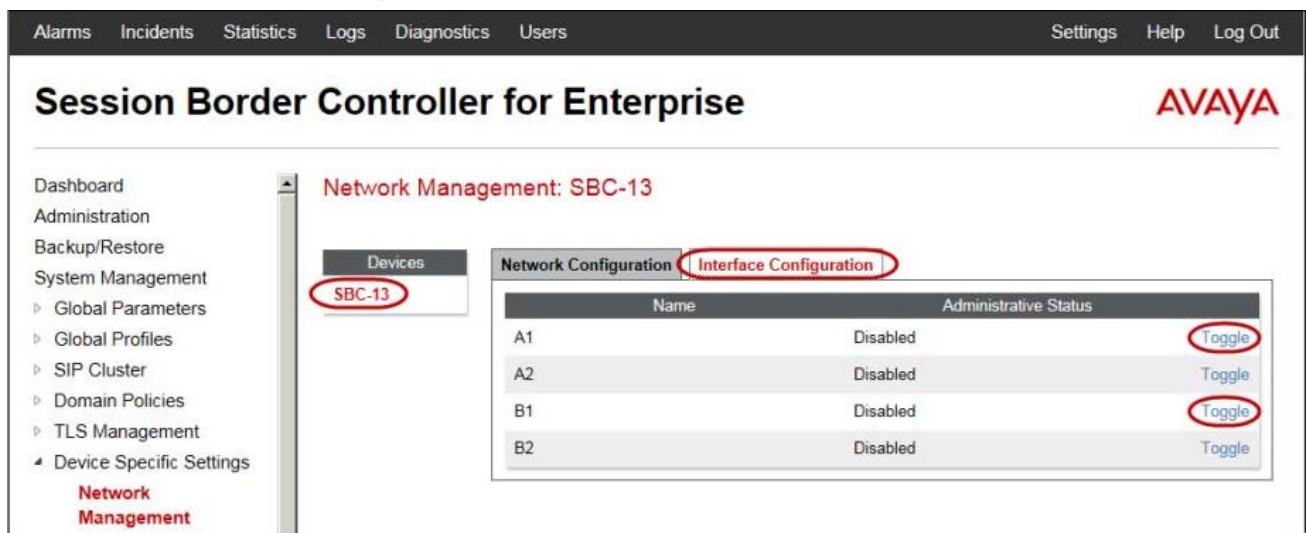 Alarms Incidents Statistics Logs Diagnostics Users Settings Help Log Out
Session Border Controller for Enterprise
AVAYA
Dashboard
Administration
Backup/Restore
System Management
Global Parameters
Global Profiles
SIP Cluster
Domain Policies
TLS Management
Device Specific Settings
Network
Management
Network Management: SBC-13
Devices
SBC-13
Network Configuration Interface Configuration
Name Administrative Status
A1 Disabled Toggle
A2 Disabled Toggle
B1 Disabled Toggle
B2 Disabled Toggle